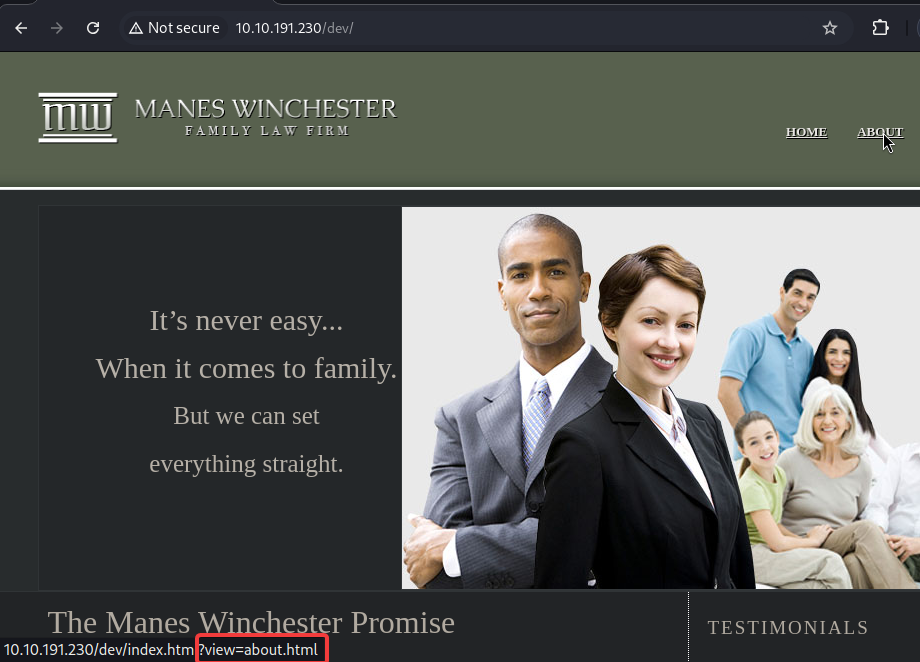 Not secure 10.10.191.230/dev/
mw MANES WINCHESTER
FAMILY LAW FIRM
HOME ABOUT
It’s never easy...
When it comes to family.
But we can set
everything straight.
The Manes Winchester Promise
TESTIMONIALS
10.10.191.230/dev/index.htm?view=about.html